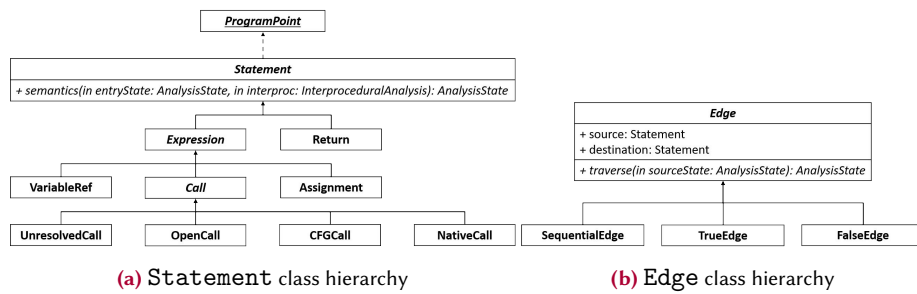 ProgramPoint
Statement
+ semantics(in entryState: AnalysisState, in interproc: InterproceduralAnalysis): AnalysisState
Expression Return
VariableRef Call Assignment
UnresolvedCall OpenCall CFGCall NativeCall
(a) Statement class hierarchy
Edge
+ source: Statement
+ destination: Statement
+ traverse(in sourceState: AnalysisState): AnalysisState
SequentialEdge TrueEdge FalseEdge
(b) Edge class hierarchy